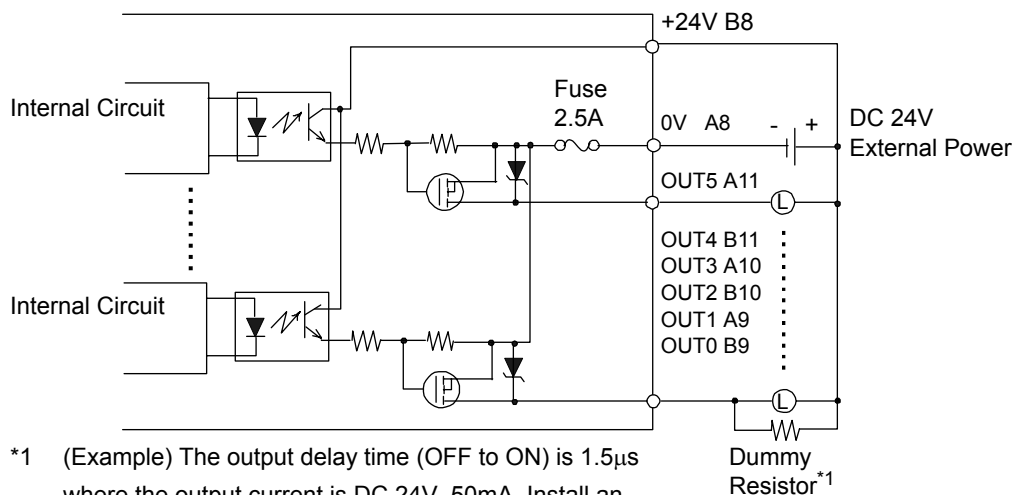 +24V B8
Internal Circuit
Fuse
2.5A
0V A8
- +
DC 24V
External Power
OUT5 A11
L
OUT4 B11
OUT3 A10
OUT2 B10
OUT1 A9
OUT0 B9
Internal Circuit
L
*1 (Example) The output delay time (OFF to ON) is 1.5μs
where the output current is DC 24V, 50mA. Install an
Dummy
Resistor*1